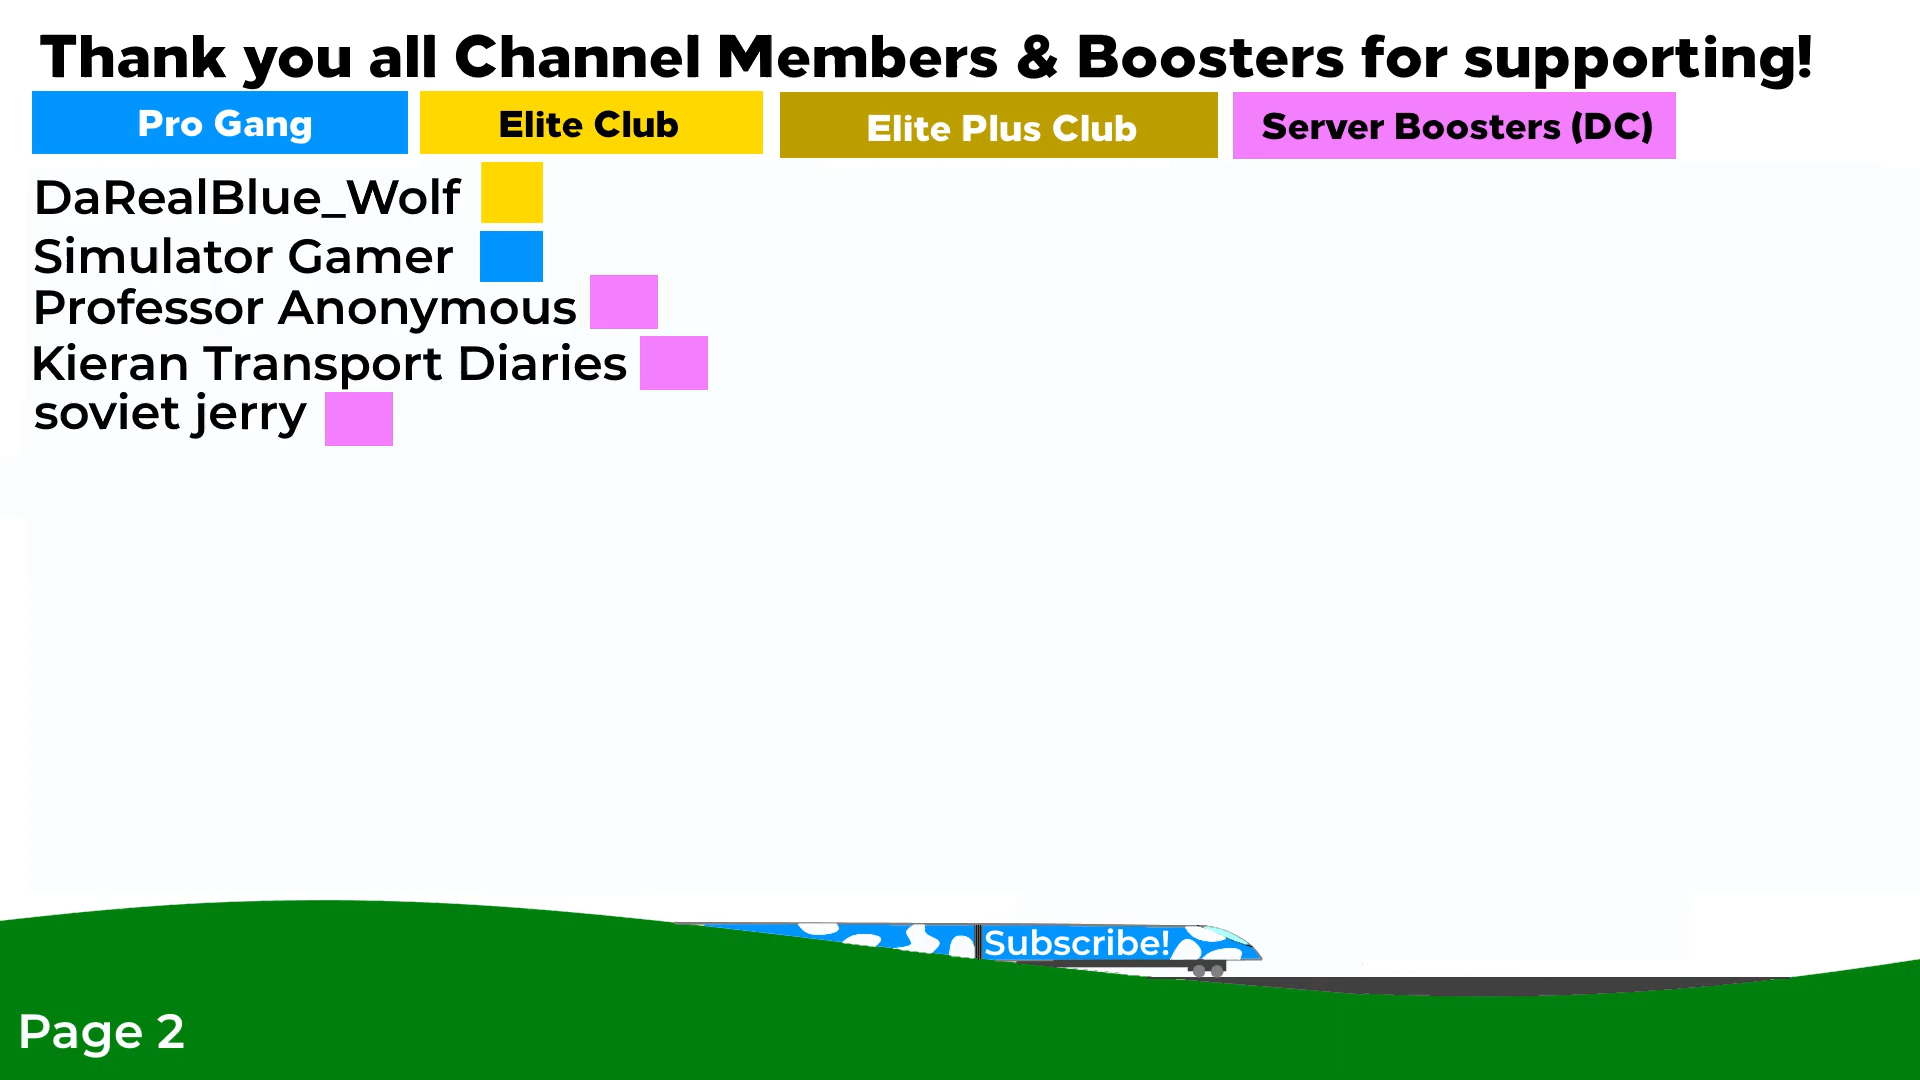 Thank you all Channel Members & Boosters for supporting!
Pro Gang
Elite Club
Elite Plus Club
Server Boosters (DC)
DaRealBlue_Wolf
Simulator Gamer
Professor Anonymous
Kieran Transport Diaries
soviet jerry
Subscribe!
Page 2